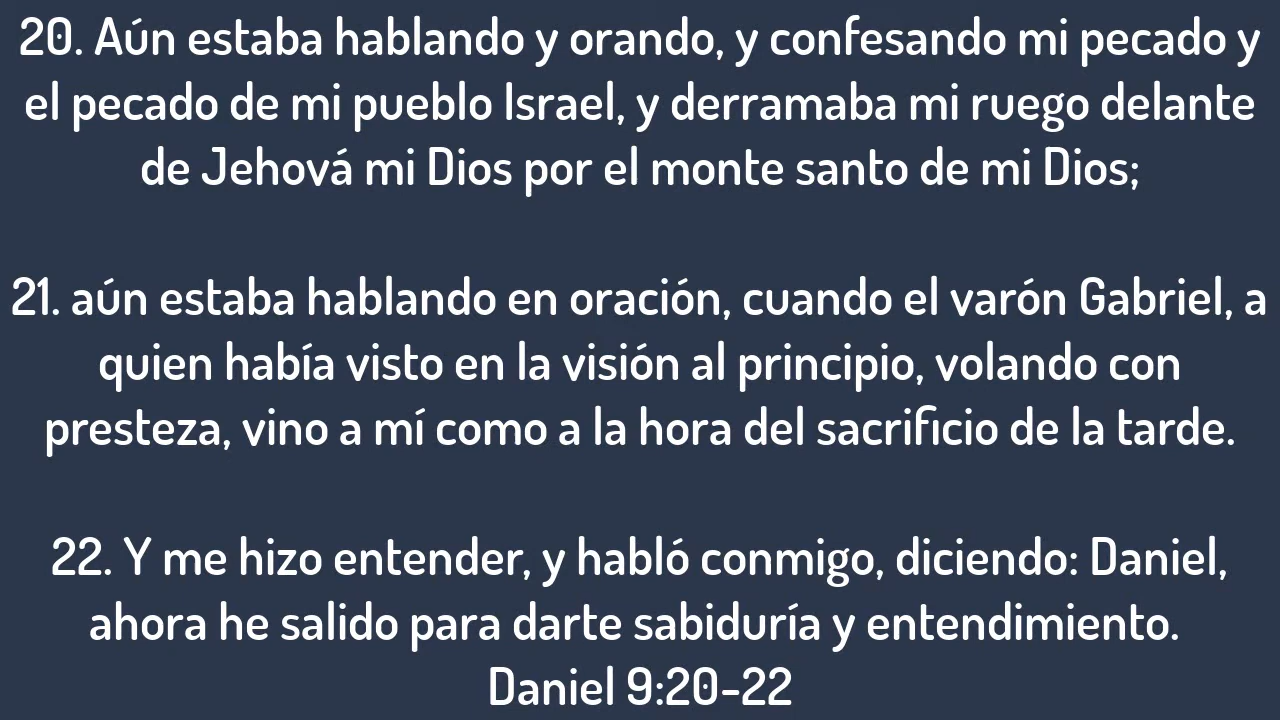 20. Aún estaba hablando y orando, y confesando mi pecado y
el pecado de mi pueblo Israel, y derramaba mi ruego delante
de Jehová mi Dios por el monte santo de mi Dios;
21. aún estaba hablando en oración, cuando el varón Gabriel, a
quien había visto en la visión al principio, volando con
presteza, vino a mí como a la hora del sacrificio de la tarde.
22. Y me hizo entender, y habló conmigo, diciendo: Daniel,
ahora he salido para darte sabiduría y entendimiento.
Daniel 9:20-22